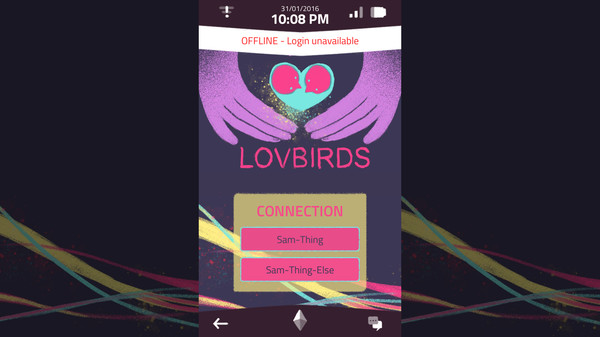 31/01/2016
10:08 PM
OFFLINE - Login unavailable
LOVBIRDS
CONNECTION
Sam-Thing
Sam-Thing-Else